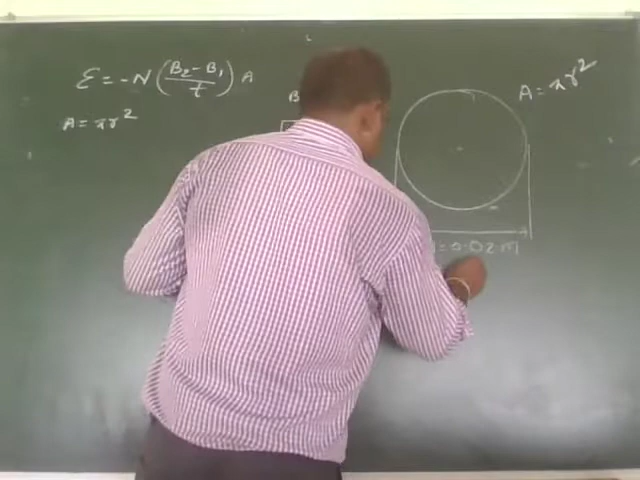 ℰ = -N (B₂ - B₁ / t) A
A = πr²
B
A = πr²
= 0.02 m